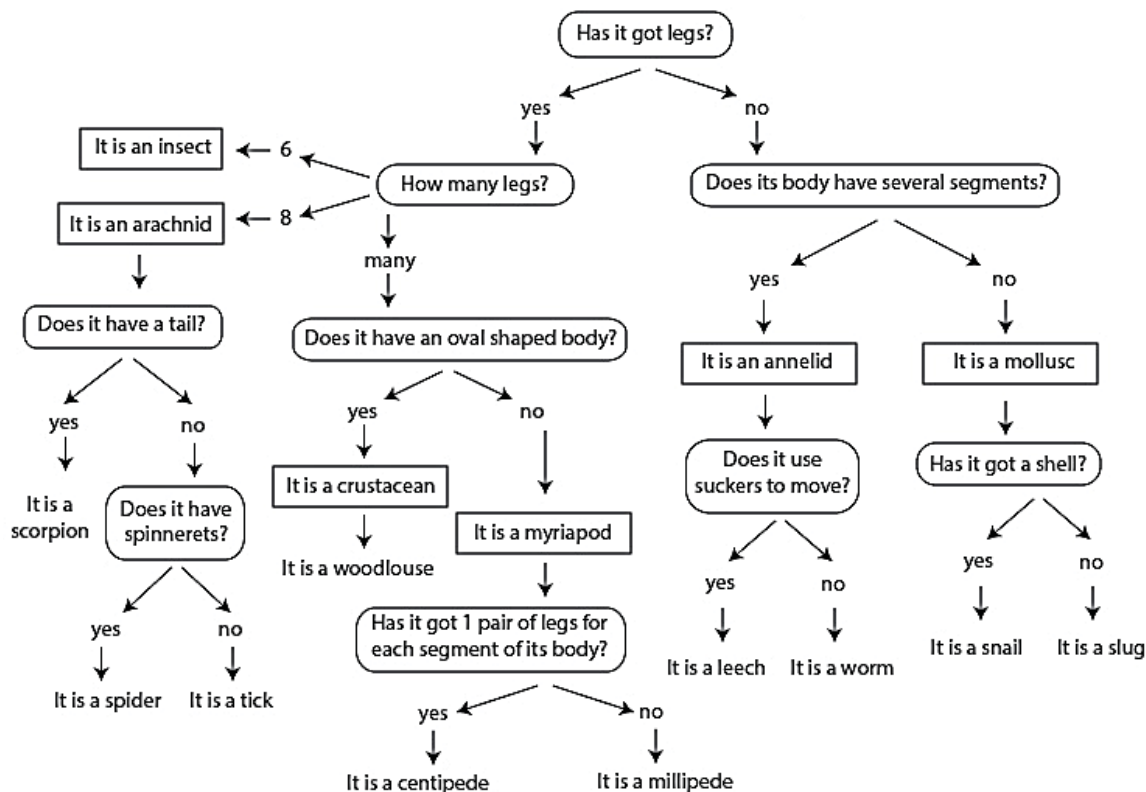 Has it got legs?
yes
no
It is an insect
6
How many legs?
Does its body have several segments?
It is an arachnid
8
many
yes
no
Does it have a tail?
Does it have an oval shaped body?
It is an annelid
It is a mollusc
yes
no
yes
no
Does it use
suckers to move?
Has it got a shell?
It is a
scorpion
Does it have
spinnerets?
It is a crustacean
It is a myriapod
It is a woodlouse
yes
no
yes
no
Has it got 1 pair of legs for
each segment of its body?
yes
no
It is a leech
It is a worm
It is a snail
It is a slug
It is a spider
It is a tick
yes
no
It is a centipede
It is a millipede